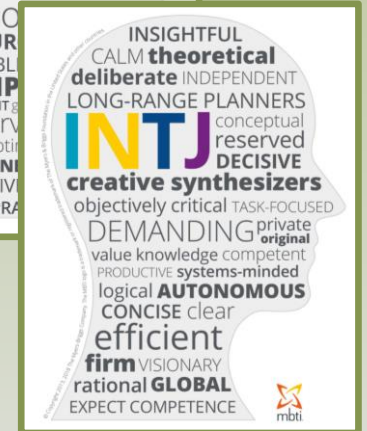 INSIGHTFUL
CALM theoretical
deliberate INDEPENDENT
LONG-RANGE PLANNERS
INTJ
conceptual
reserved
DECISIVE
creative synthesizers
objectively critical TASK-FOCUSED
DEMANDING private
original
value knowledge competent
PRODUCTIVE systems-minded
logical AUTONOMOUS
CONCISE clear
efficient
firm VISIONARY
rational GLOBAL
EXPECT COMPETENCE
mbti